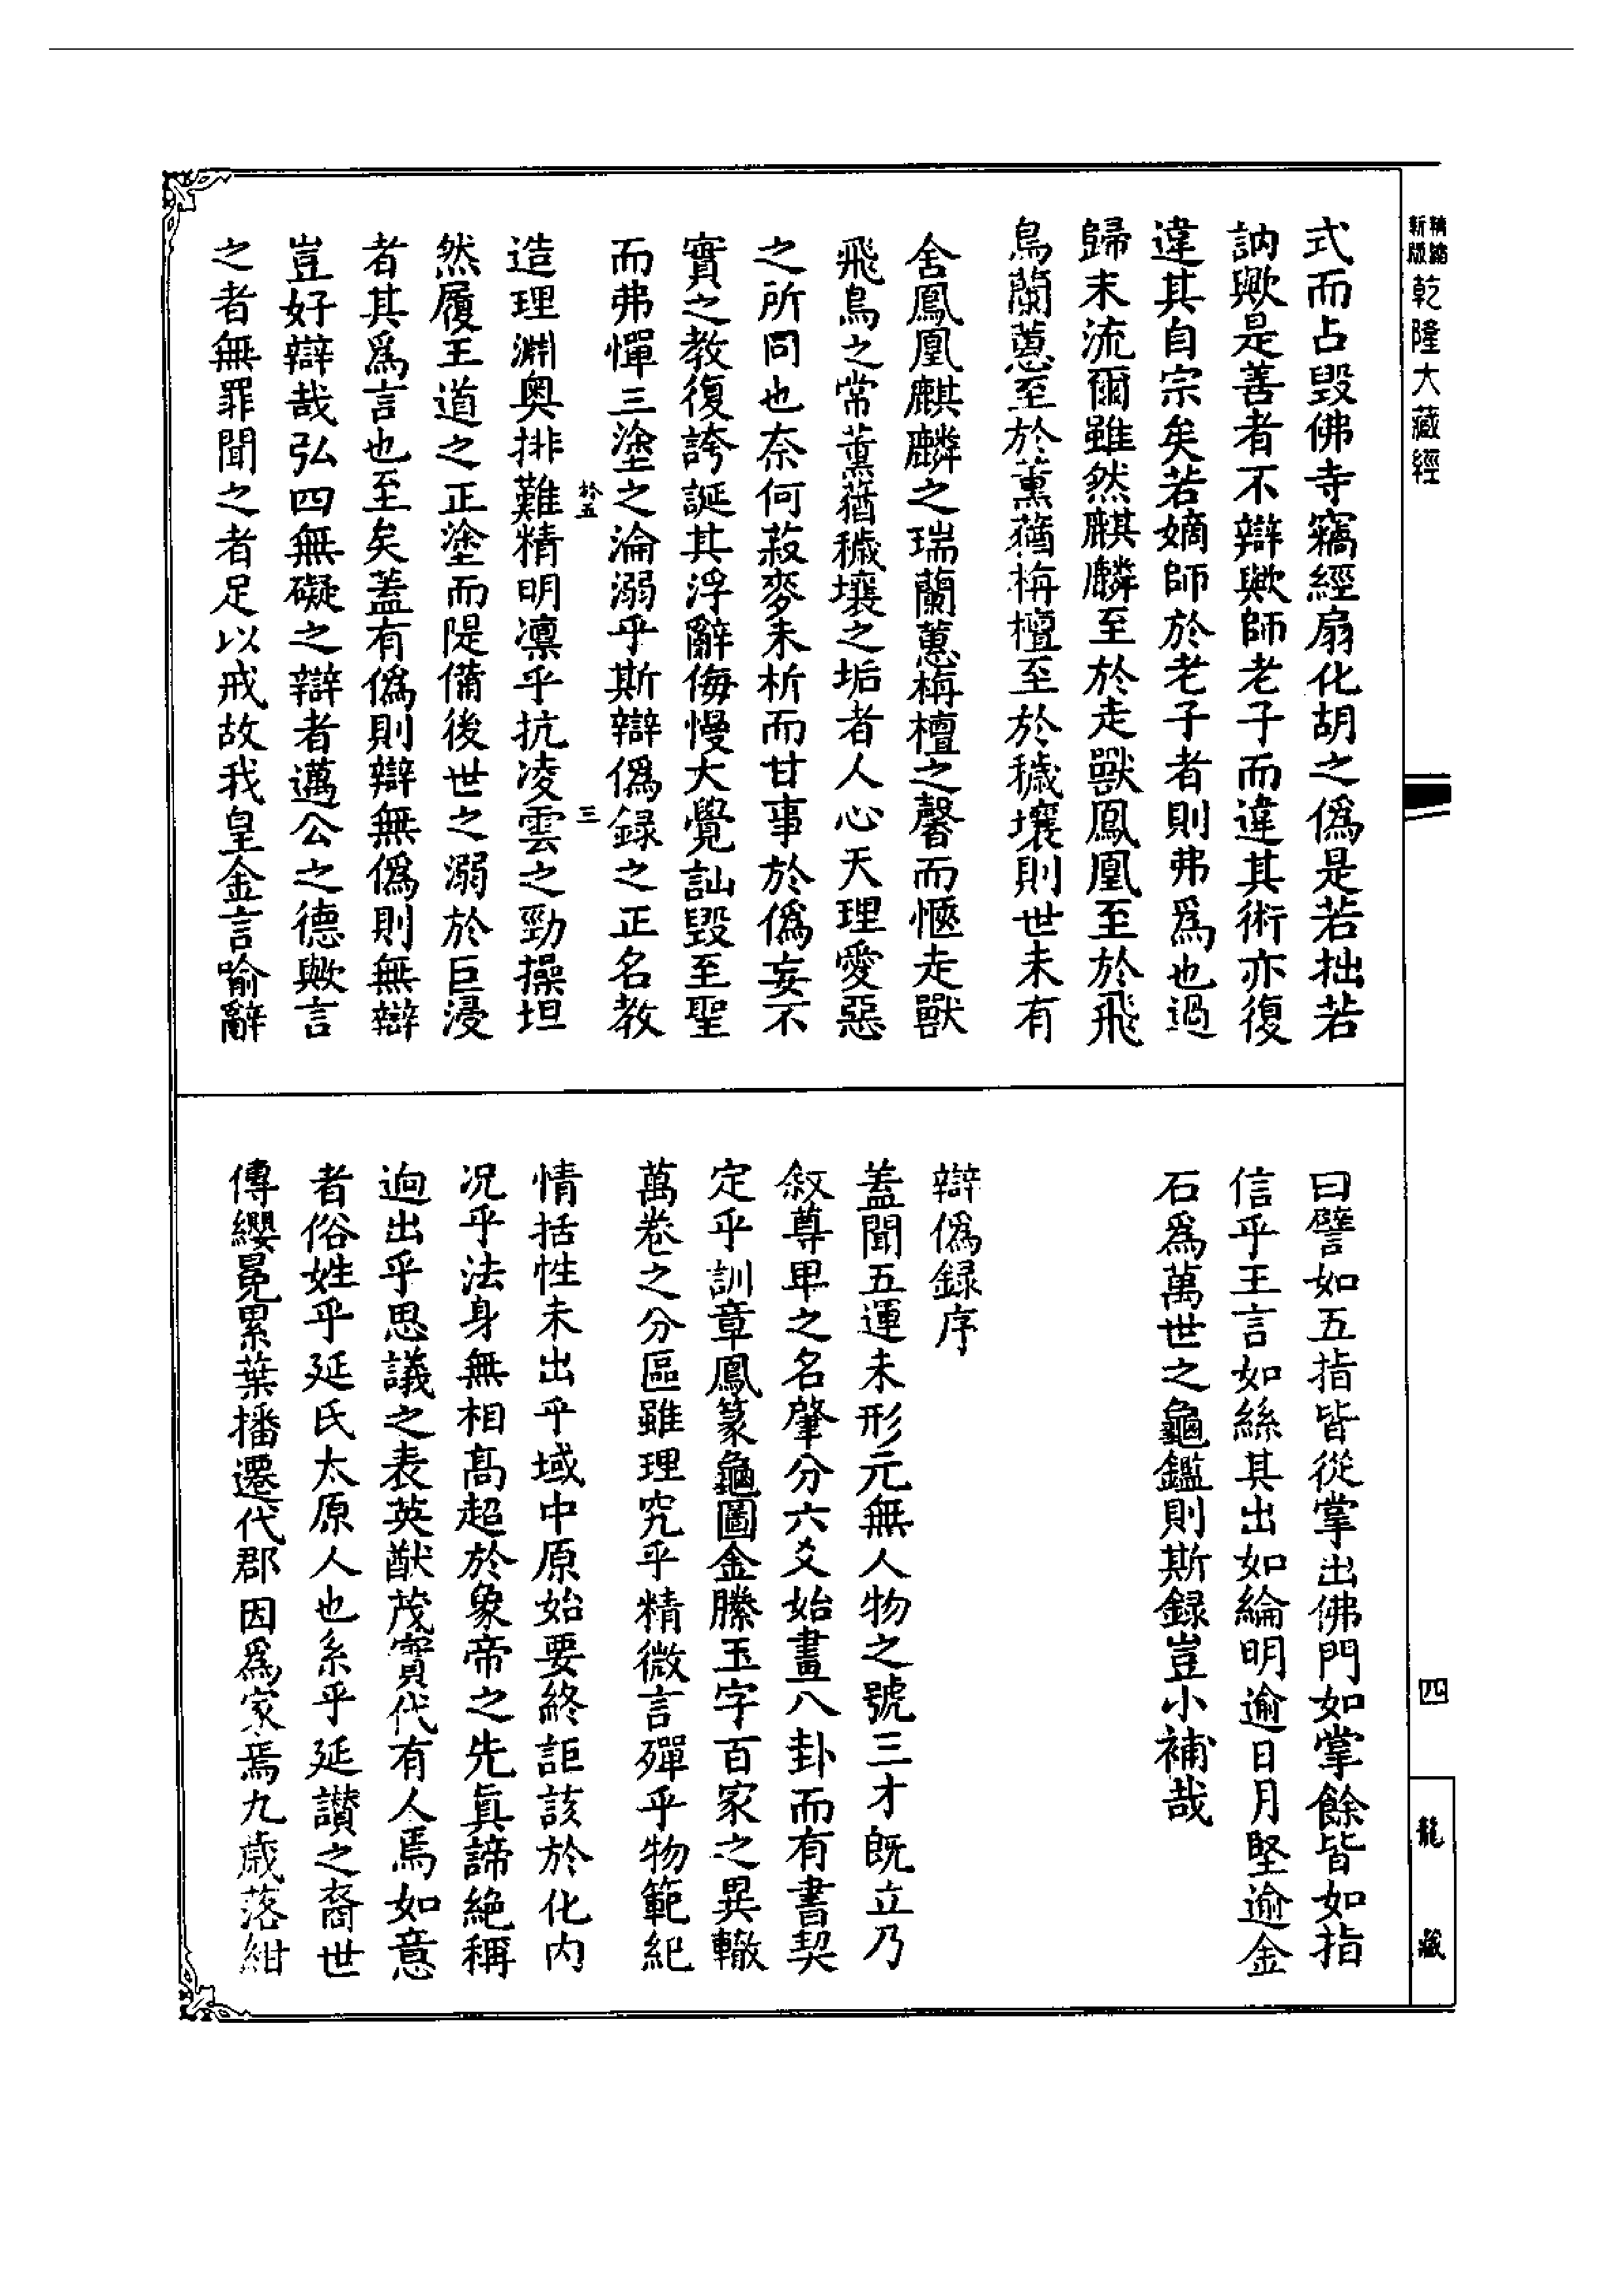 新版精縮乾隆大藏經
式而占毀佛寺竊經扇化胡之僞是若拙若
訥歟是善者不辯歟師老子而違其術亦復
違其自宗矣若嫡師於老子者則弗爲也過
歸末流爾雖然麒麟至於走獸鳳凰至於飛
鳥蘭蕙至於薰蕕栴檀至於穢壤則世未有
舍鳳凰麒麟之瑞蘭蕙栴檀之馨而愜走獸
飛鳥之常薰蕕穢壤之垢者人心天理愛惡
之所同也奈何菽麥未析而甘事於僞妄不
實之教復誇誕其浮辭侮慢大覺訕毀至聖
而弗憚三塗之淪溺乎斯辯僞録之正名教
於五 三
造理淵奧排難精明凛乎抗凌雲之勁操坦
然履王道之正塗而隄備後世之溺於巨浸
者其爲言也至矣蓋有僞則辯無僞則無辯
豈好辯哉弘四無礙之辯者邁公之德歟言
之者無罪聞之者足以戒故我皇金言喻辭
曰譬如五指皆從掌出佛門如掌餘皆如指
信乎王言如絲其出如綸明逾日月堅逾金
石爲萬世之龜鑑則斯録豈小補哉
辯僞録序
蓋聞五運未形元無人物之號三才既立乃
叙尊卑之名肇分六爻始畫八卦而有書契
定乎訓章鳳篆龜圖金縢玉字百家之異轍
萬卷之分區雖理究乎精微言殫乎物範紀
情括性未出乎域中原始要終詎該於化内
况乎法身無相高超於象帝之先眞諦絶稱
逈出乎思議之表英猷茂實代有人焉如意
者俗姓乎延氏太原人也系乎延讃之裔世
傳纓冕累葉播遷代郡因爲家焉九歲落紺
四
龍藏